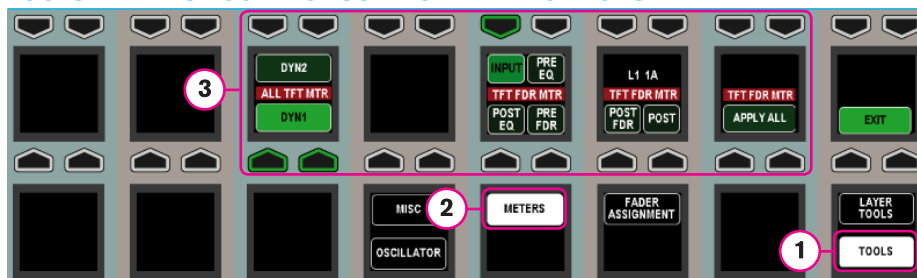 3
DYN2
ALL TFT MTR
DYN1
INPUT
PRE
EQ
TFT FDR MTR
POST
EQ
PRE
FDR
L1 1A
TFT FDR MTR
POST
FDR
POST
TFT FDR MTR
APPLY ALL
EXIT
MISC
OSCILLATOR
2
METERS
FADER
ASSIGNMENT
LAYER
TOOLS
1
TOOLS